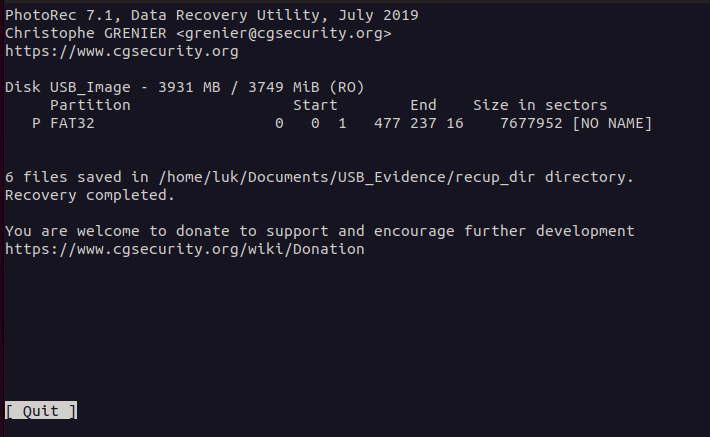 PhotoRec 7.1, Data Recovery Utility, July 2019
Christophe GRENIER <grenier@cgsecurity.org>
https://www.cgsecurity.org
Disk USB_Image - 3931 MB / 3749 MiB (RO)
Partition Start End Size in sectors
P FAT32 0 0 1 477 237 16 7677952 [NO NAME]
6 files saved in /home/luk/Documents/USB_Evidence/recup_dir directory.
Recovery completed.
You are welcome to donate to support and encourage further development
https://www.cgsecurity.org/wiki/Donation
[ Quit ]